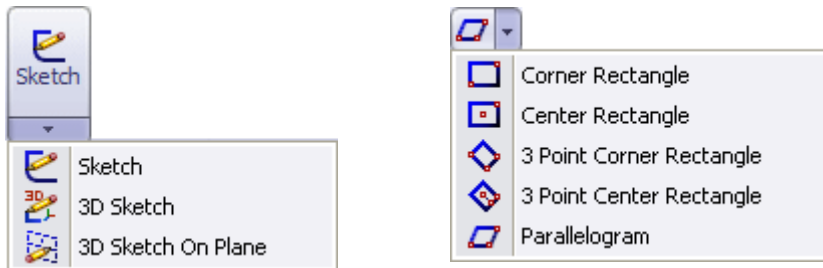 Sketch
Sketch
3D Sketch
3D Sketch On Plane
Corner Rectangle
Center Rectangle
3 Point Corner Rectangle
3 Point Center Rectangle
Parallelogram